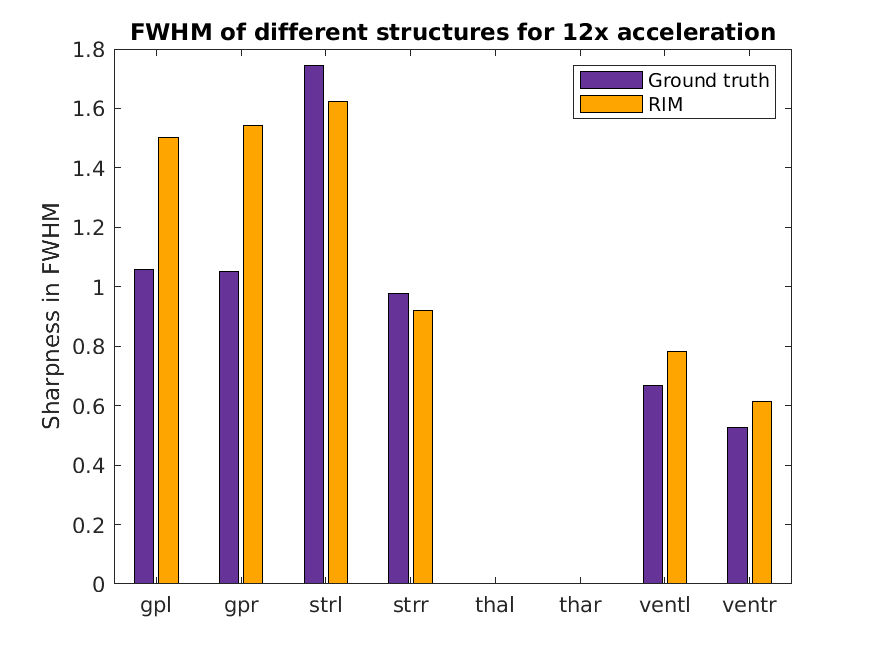 FWHM of different structures for 12x acceleration
Ground truth
RIM
Sharpness in FWHM
1.8
1.6
1.4
1.2
1
0.8
0.6
0.4
0.2
0
gpl gpr strl strr thal thar ventl ventr